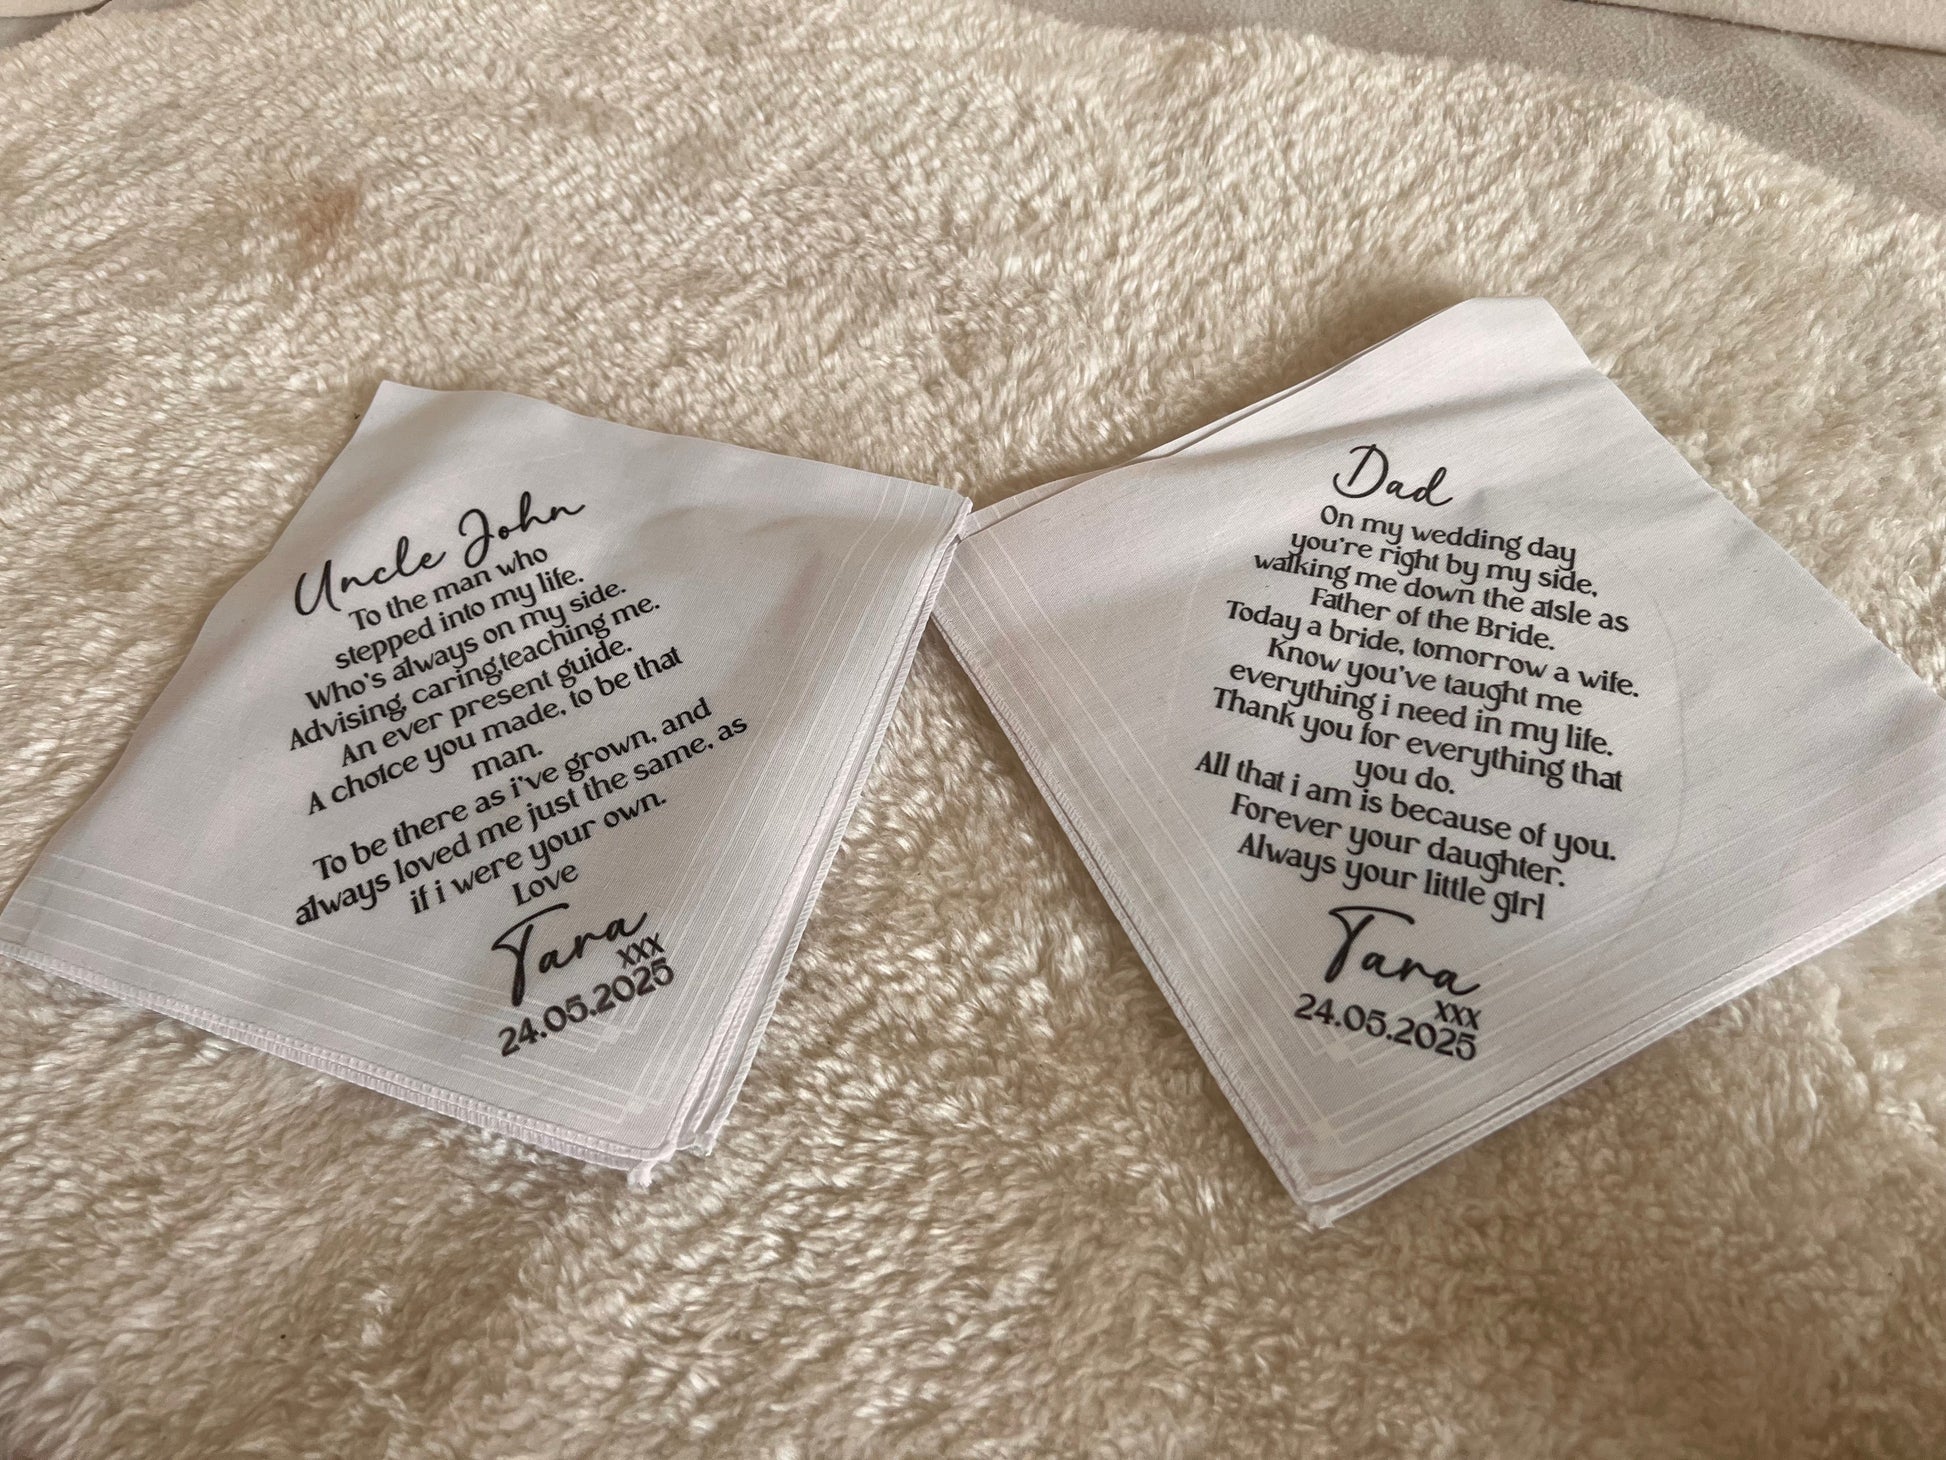 Uncle John
To the man who
stepped into my life.
Who's always on my side.
Advising, caring,teaching me.
An ever present guide.
A choice you made, to be that
man.
To be there as i've grown, and
always loved me just the same, as
if i were your own.
Love
Tara
xxx
24.05.2025
Dad
On my wedding day
you're right by my side,
walking me down the aisle as
Father of the Bride.
Today a bride, tomorrow a wife.
Know you've taught me
everything i need in my life.
Thank you for everything that
you do.
All that i am is because of you.
Forever your daughter.
Always your little girl
Tara
xxx
24.05.2025